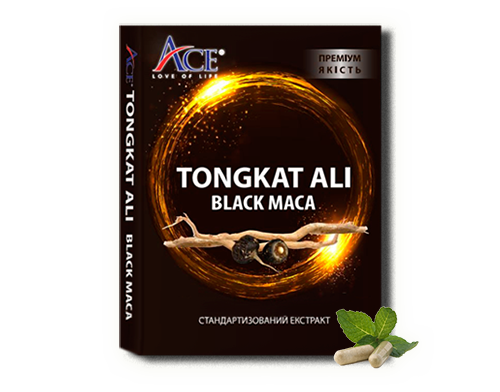 ACE®
LOVE OF LIFE
ПРЕМІУМ
ЯКІСТЬ
TONGKAT ALI
BLACK MACA
СТАНДАРТИЗОВАНИЙ ЕКСТРАКТ
ACE
TONGKAT ALI BLACK MACA